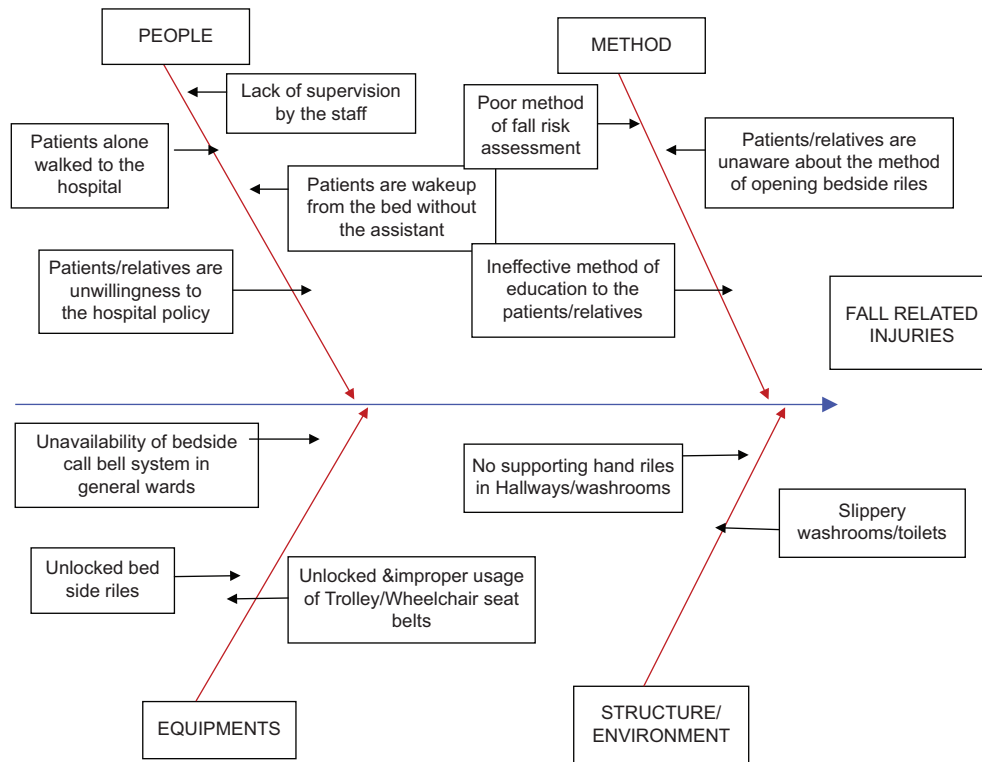 PEOPLE
METHOD
Lack of supervision
by the staff
Patients alone
walked to the
hospital
Patients are wakeup
from the bed without
the assistant
Patients/relatives are
unwillingness to
the hospital policy
Poor method
of fall risk
assessment
Patients/relatives are
unaware about the method
of opening bedside riles
Ineffective method of
education to the
patients/relatives
FALL RELATED
INJURIES
Unavailability of bedside
call bell system in
general wards
Unlocked bed
side riles
Unlocked &improper usage
of Trolley/Wheelchair seat
belts
No supporting hand riles
in Hallways/washrooms
Slippery
washrooms/toilets
EQUIPMENTS
STRUCTURE/
ENVIRONMENT